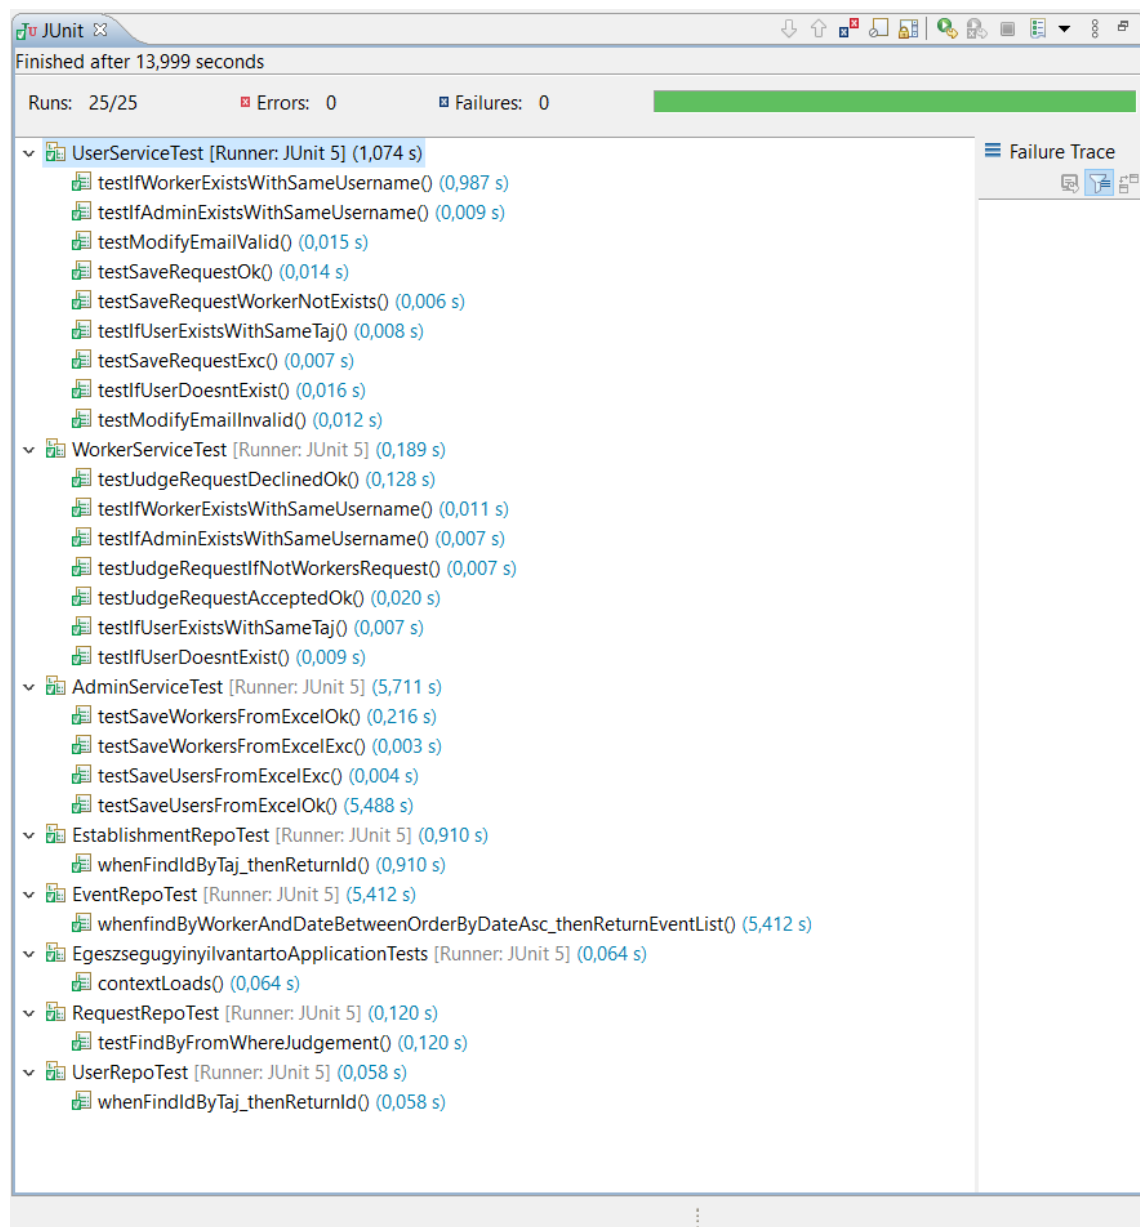 JUnit
Finished after 13,999 seconds
Runs: 25/25 Errors: 0 Failures: 0
UserServiceTest [Runner: JUnit 5] (1,074 s)
Failure Trace
testIfWorkerExistsWithSameUsername() (0,987 s)
testIfAdminExistsWithSameUsername() (0,009 s)
testModifyEmailValid() (0,015 s)
testSaveRequestOk() (0,014 s)
testSaveRequestWorkerNotExists() (0,006 s)
testIfUserExistsWithSameTaj() (0,008 s)
testSaveRequestExc() (0,007 s)
testIfUserDoesntExist() (0,016 s)
testModifyEmailInvalid() (0,012 s)
WorkerServiceTest [Runner: JUnit 5] (0,189 s)
testJudgeRequestDeclinedOk() (0,128 s)
testIfWorkerExistsWithSameUsername() (0,011 s)
testIfAdminExistsWithSameUsername() (0,007 s)
testJudgeRequestIfNotWorkersRequest() (0,007 s)
testJudgeRequestAcceptedOk() (0,020 s)
testIfUserExistsWithSameTaj() (0,007 s)
testIfUserDoesntExist() (0,009 s)
AdminServiceTest [Runner: JUnit 5] (5,711 s)
testSaveWorkersFromExcelOk() (0,216 s)
testSaveWorkersFromExcelExc() (0,003 s)
testSaveUsersFromExcelExc() (0,004 s)
testSaveUsersFromExcelOk() (5,488 s)
EstablishmentRepoTest [Runner: JUnit 5] (0,910 s)
whenFindIdByTaj_thenReturnId() (0,910 s)
EventRepoTest [Runner: JUnit 5] (5,412 s)
whenfindByWorkerAndDateBetweenOrderByDateAsc_thenReturnEventList() (5,412 s)
EgeszsegugyinyilvantartoApplicationTests [Runner: JUnit 5] (0,064 s)
contextLoads() (0,064 s)
RequestRepoTest [Runner: JUnit 5] (0,120 s)
testFindByFromWhereJudgement() (0,120 s)
UserRepoTest [Runner: JUnit 5] (0,058 s)
whenFindIdByTaj_thenReturnId() (0,058 s)